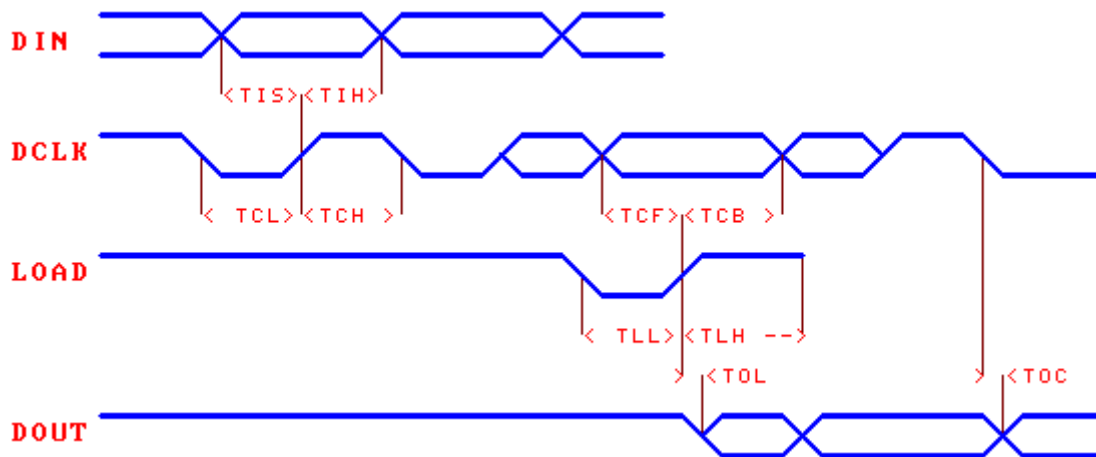 DIN
<TIS><TIH>
DCLK
< TCL><TCH >
<TCF><TCB >
LOAD
< TLL><TLH -->
> <TOL
> <TOC
DOUT